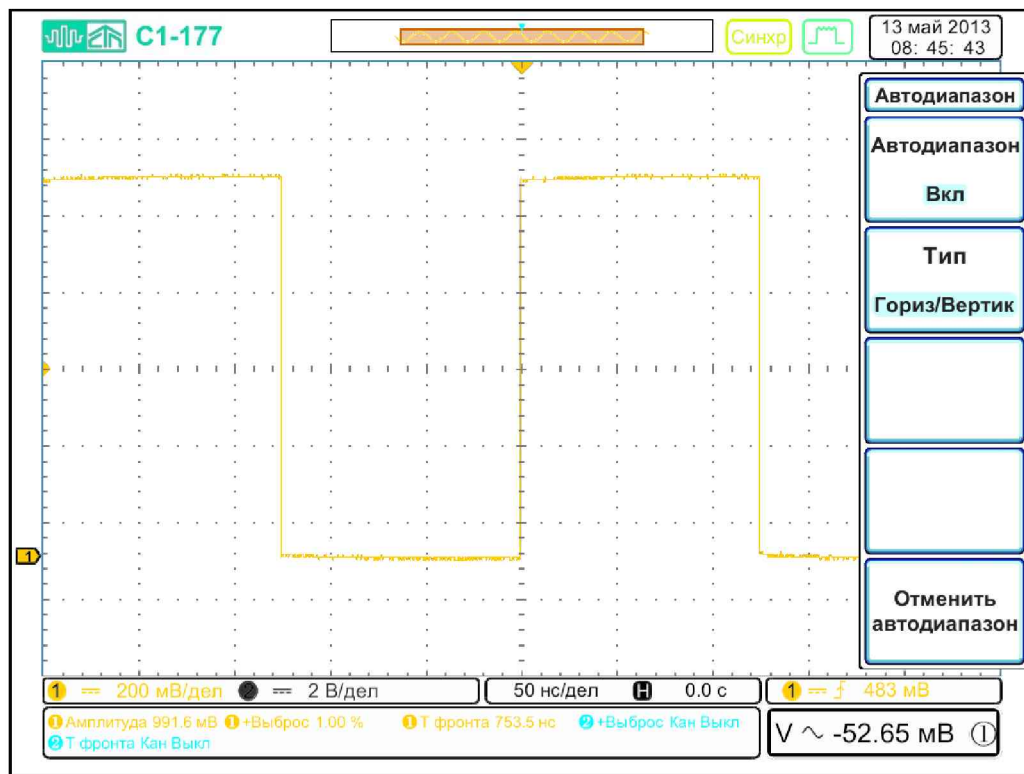 С1-177
Синхр
13 май 2013
08: 45: 43
Автодиапазон
Автодиапазон
Вкл
Тип
Гориз/Вертик
Отменить
автодиапазон
1
1 200 мВ/дел 2 2 В/дел
50 нс/дел H 0.0 с
1 483 мВ
1 Амплитуда 991.6 мВ 1 +Выброс 1.00 % 1 Т фронта 753.5 нс 2 +Выброс Кан Выкл
2 Т фронта Кан Выкл
V ~ -52.65 мВ ①